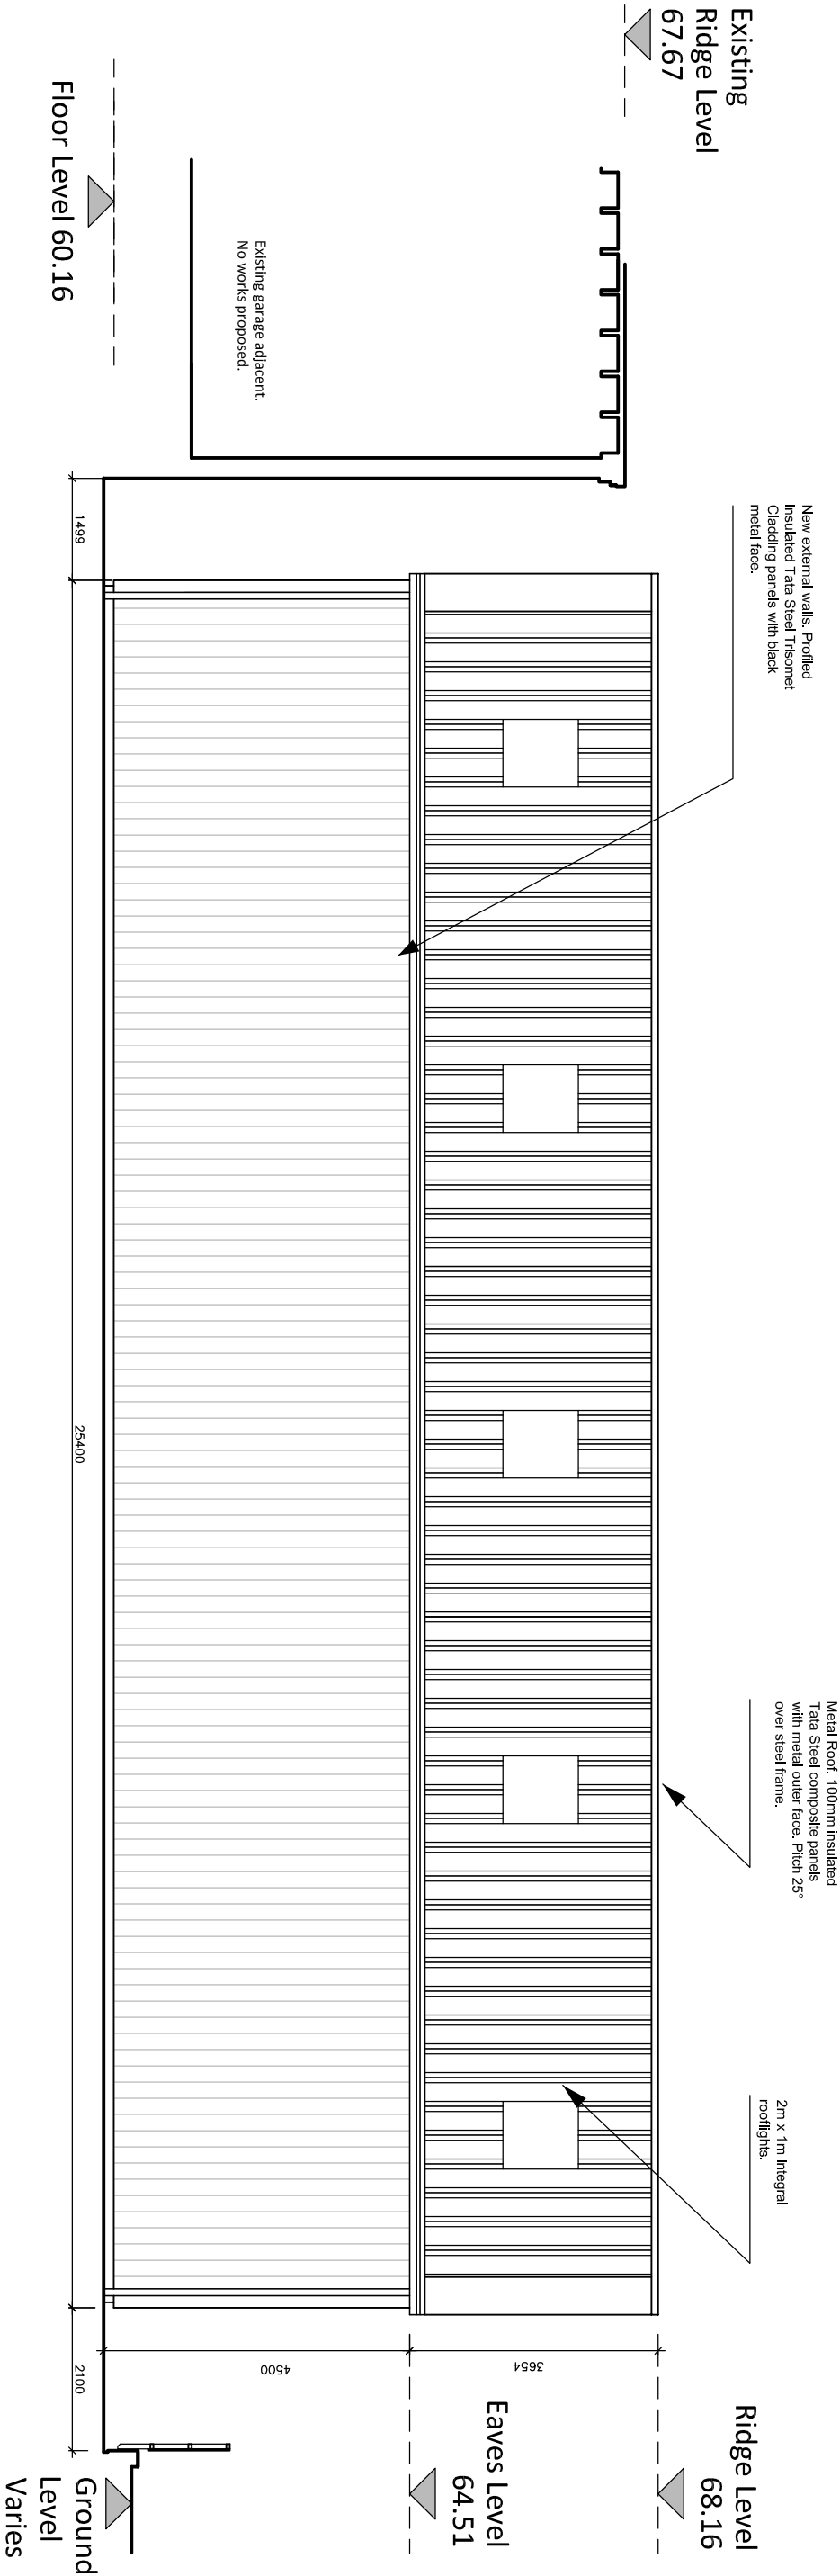 Existing
Ridge Level
67.67
Floor Level 60.16
Existing garage adjacent.
No works proposed.
New external walls. Profiled
Insulated Tata Steel Trisomet
Cladding panels with black
metal face.
Metal Roof. 100mm insulated
Tata Steel composite panels
with metal outer face. Pitch 25°
over steel frame.
2m x 1m Integral
rooflights.
Ridge Level
68.16
Eaves Level
64.51
Ground
Level
Varies
3654
4500
1499
25400
2100